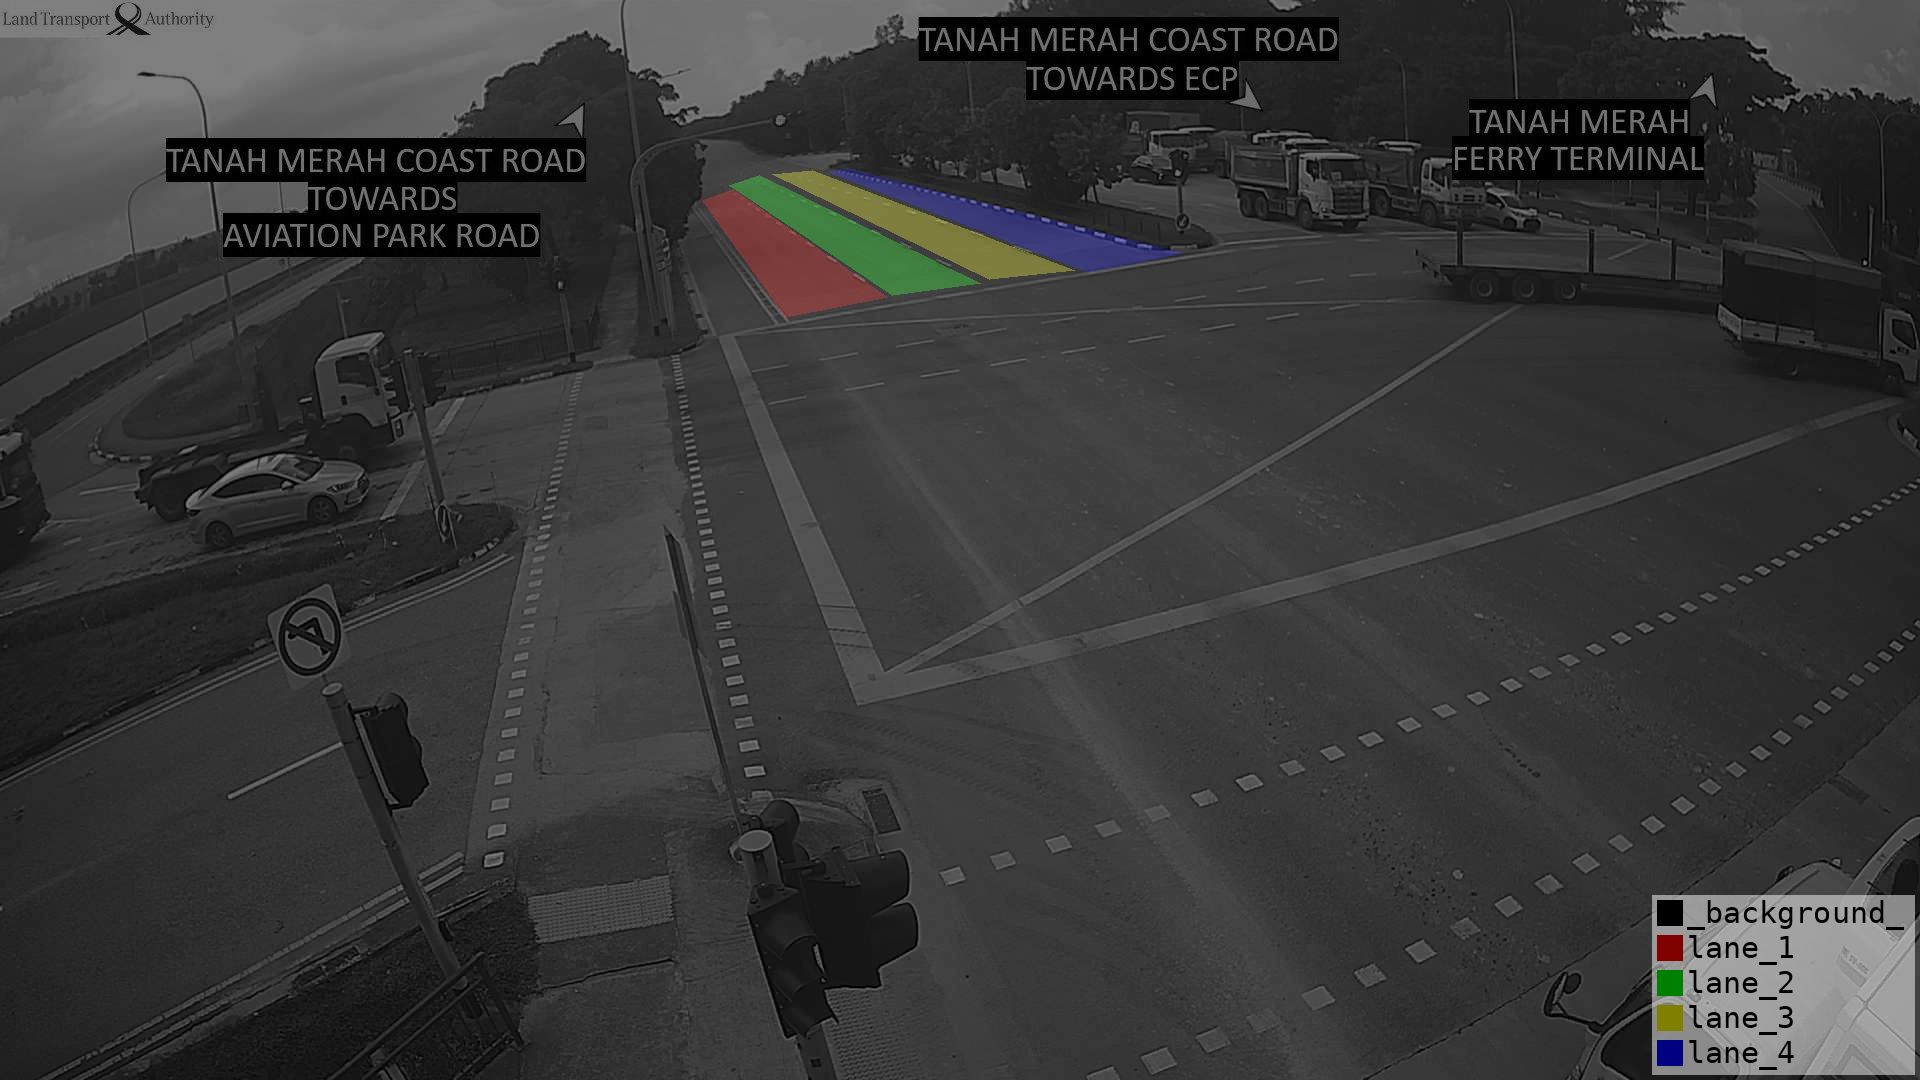 Land Transport Authority
TANAH MERAH COAST ROAD
TOWARDS ECP
TANAH MERAH
FERRY TERMINAL
TANAH MERAH COAST ROAD
TOWARDS
AVIATION PARK ROAD
_background_
lane_1
lane_2
lane_3
lane_4